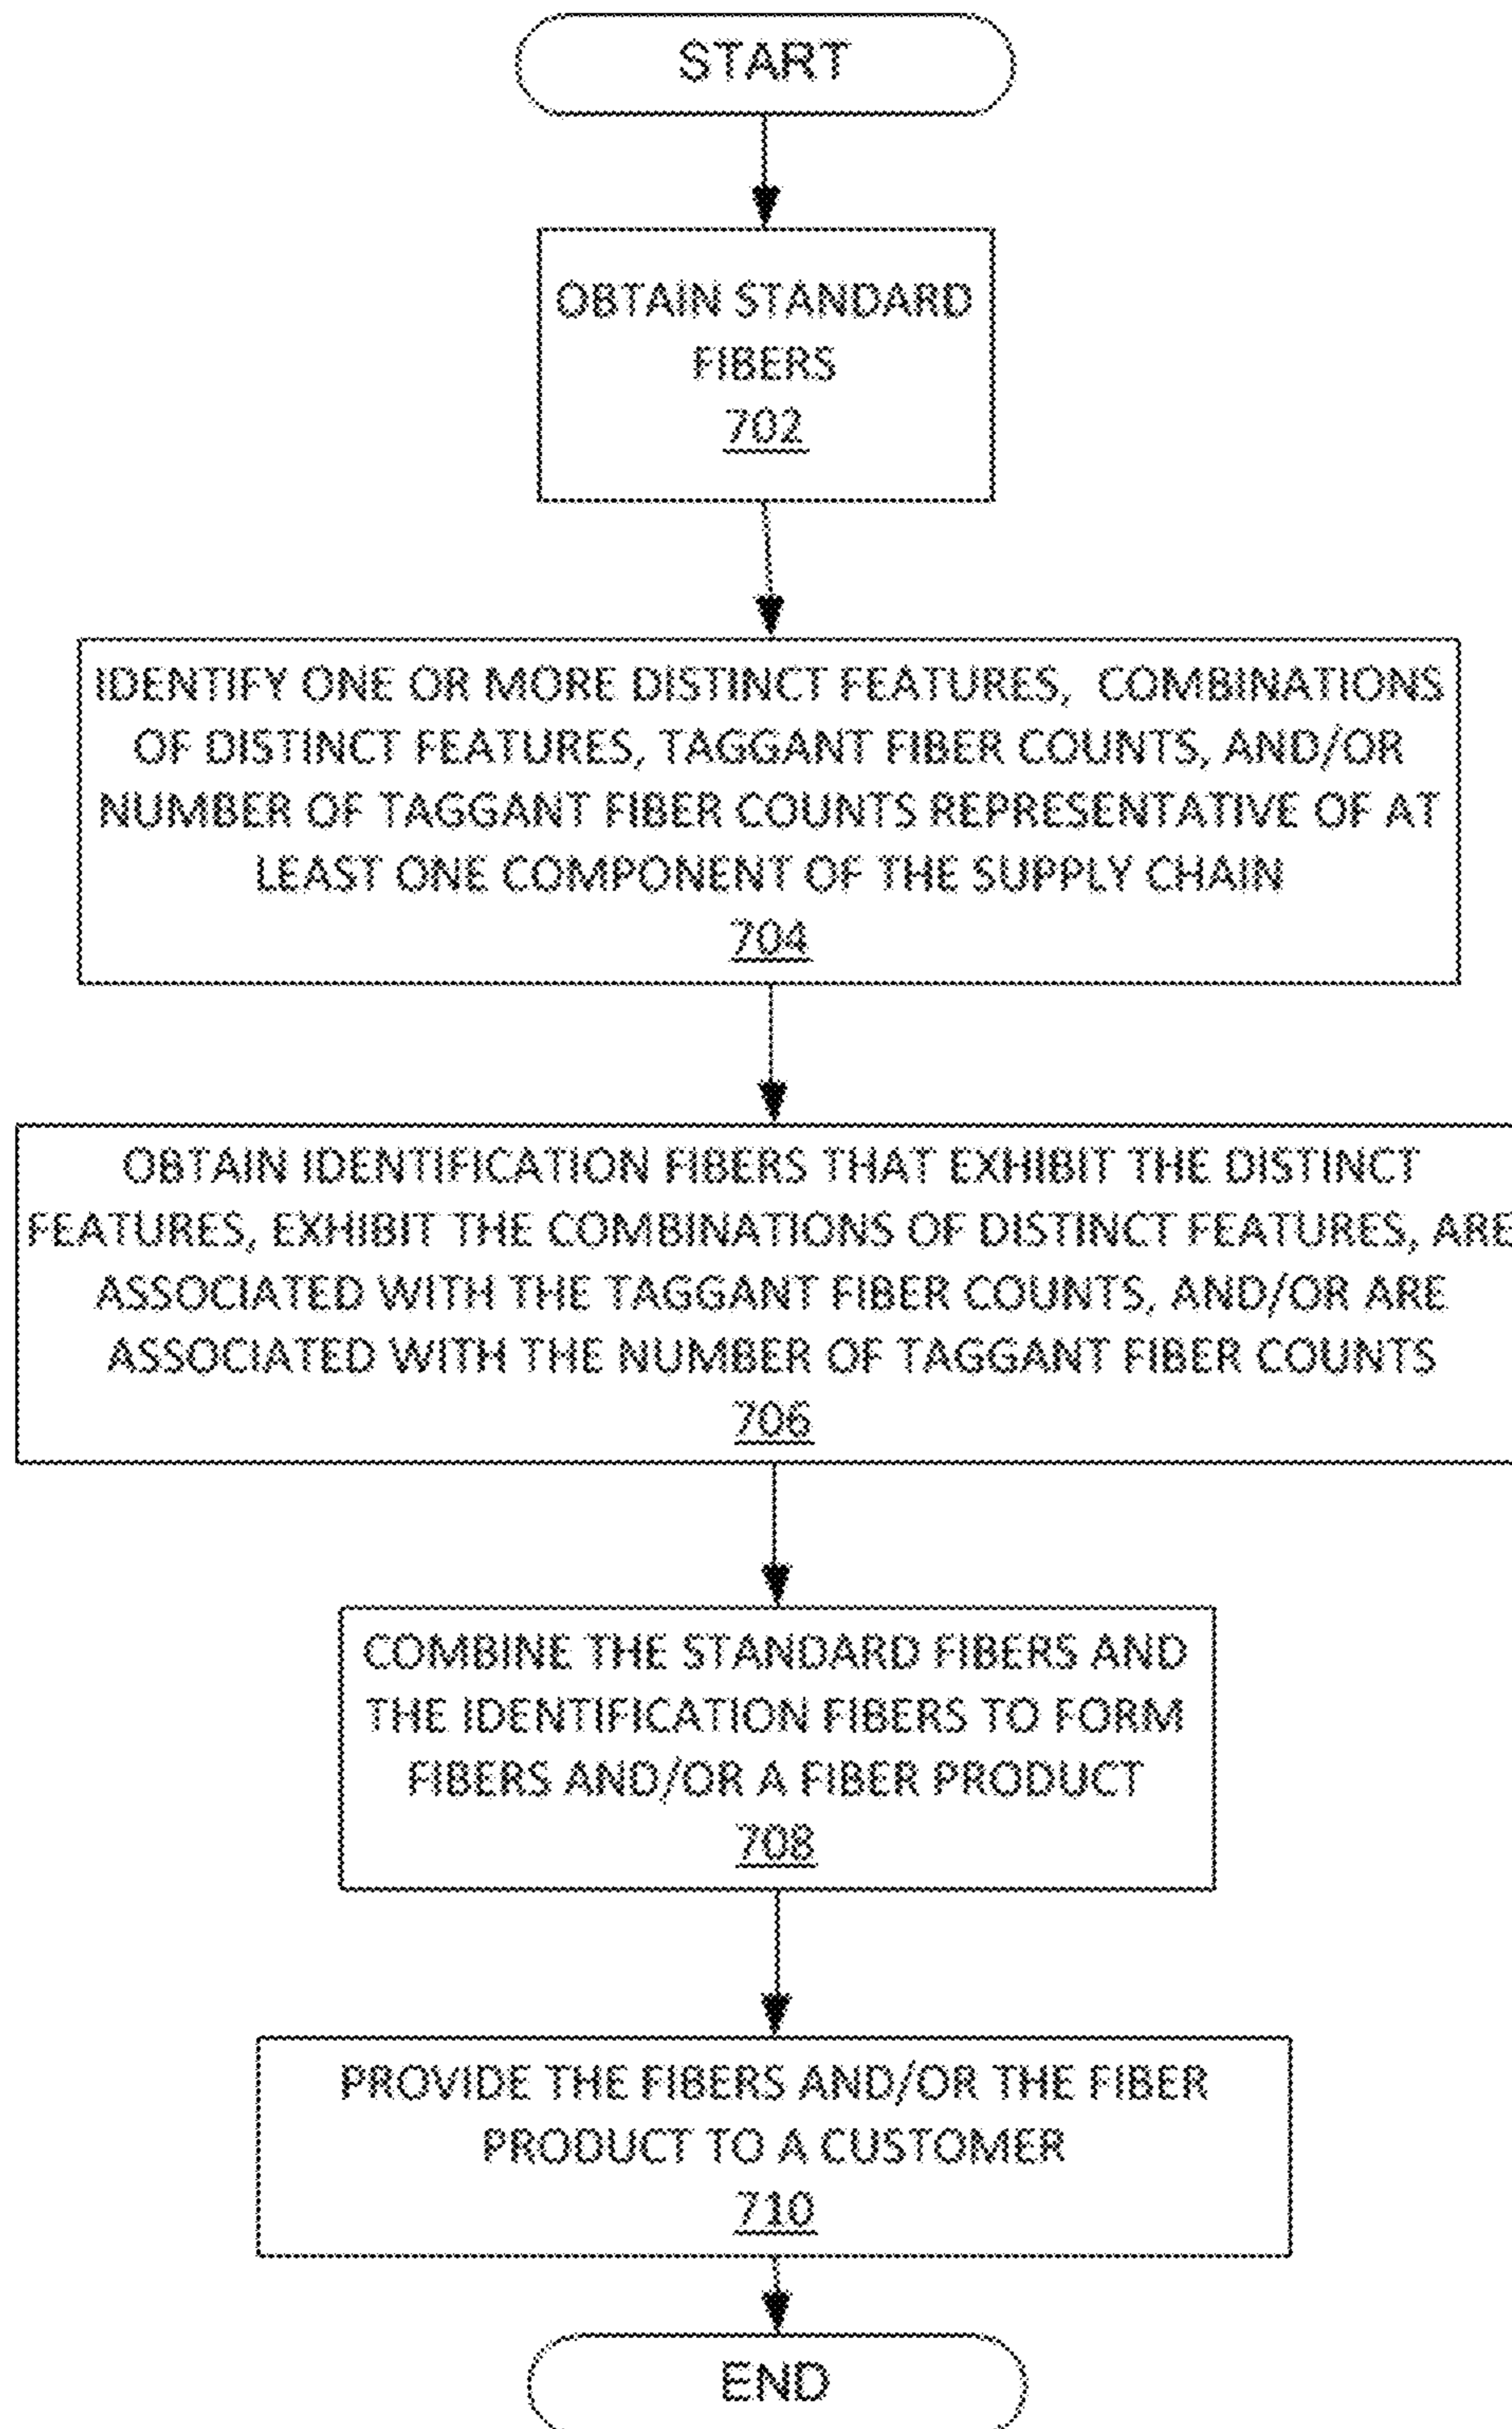 START
OBTAIN STANDARD
FIBERS
702
IDENTIFY ONE OR MORE DISTINCT FEATURES, COMBINATIONS
OF DISTINCT FEATURES, TAGGANT FIBER COUNTS, AND/OR
NUMBER OF TAGGANT FIBER COUNTS REPRESENTATIVE OF AT
LEAST ONE COMPONENT OF THE SUPPLY CHAIN
704
OBTAIN IDENTIFICATION FIBERS THAT EXHIBIT THE DISTINCT
FEATURES, EXHIBIT THE COMBINATIONS OF DISTINCT FEATURES, ARE
ASSOCIATED WITH THE TAGGANT FIBER COUNTS, AND/OR ARE
ASSOCIATED WITH THE NUMBER OF TAGGANT FIBER COUNTS
706
COMBINE THE STANDARD FIBERS AND
THE IDENTIFICATION FIBERS TO FORM
FIBERS AND/OR A FIBER PRODUCT
708
PROVIDE THE FIBERS AND/OR THE FIBER
PRODUCT TO A CUSTOMER
710
END